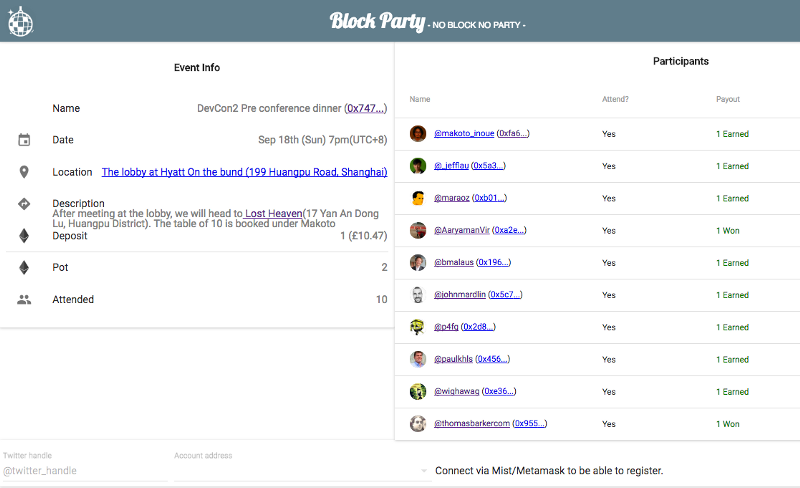 Block Party - NO BLOCK NO PARTY -
Event Info
Name DevCon2 Pre conference dinner (0x747...)
Date Sep 18th (Sun) 7pm(UTC+8)
Location The lobby at Hyatt On the bund (199 Huangpu Road, Shanghai)
Description
After meeting at the lobby, we will head to Lost Heaven(17 Yan An Dong
Lu, Huangpu District). The table of 10 is booked under Makoto
Deposit 1 (£10.47)
Pot 2
Attended 10
Participants
Name Attend? Payout
@makoto_inoue (0xfa6...) Yes 1 Earned
@_jefflau (0x5a3...) Yes 1 Earned
@maraoz (0xb01...) Yes 1 Earned
@AaryamanVir (0xa2e...) Yes 1 Won
@bmalaus (0x196...) Yes 1 Earned
@johnmardlin (0x5c7...) Yes 1 Earned
@p4fg (0x2d8...) Yes 1 Earned
@paulkhls (0x456...) Yes 1 Earned
@wighawag (0xe36...) Yes 1 Earned
@thomasbarkercom (0x955...) Yes 1 Won
Twitter handle Account address
@twitter_handle Connect via Mist/Metamask to be able to register.